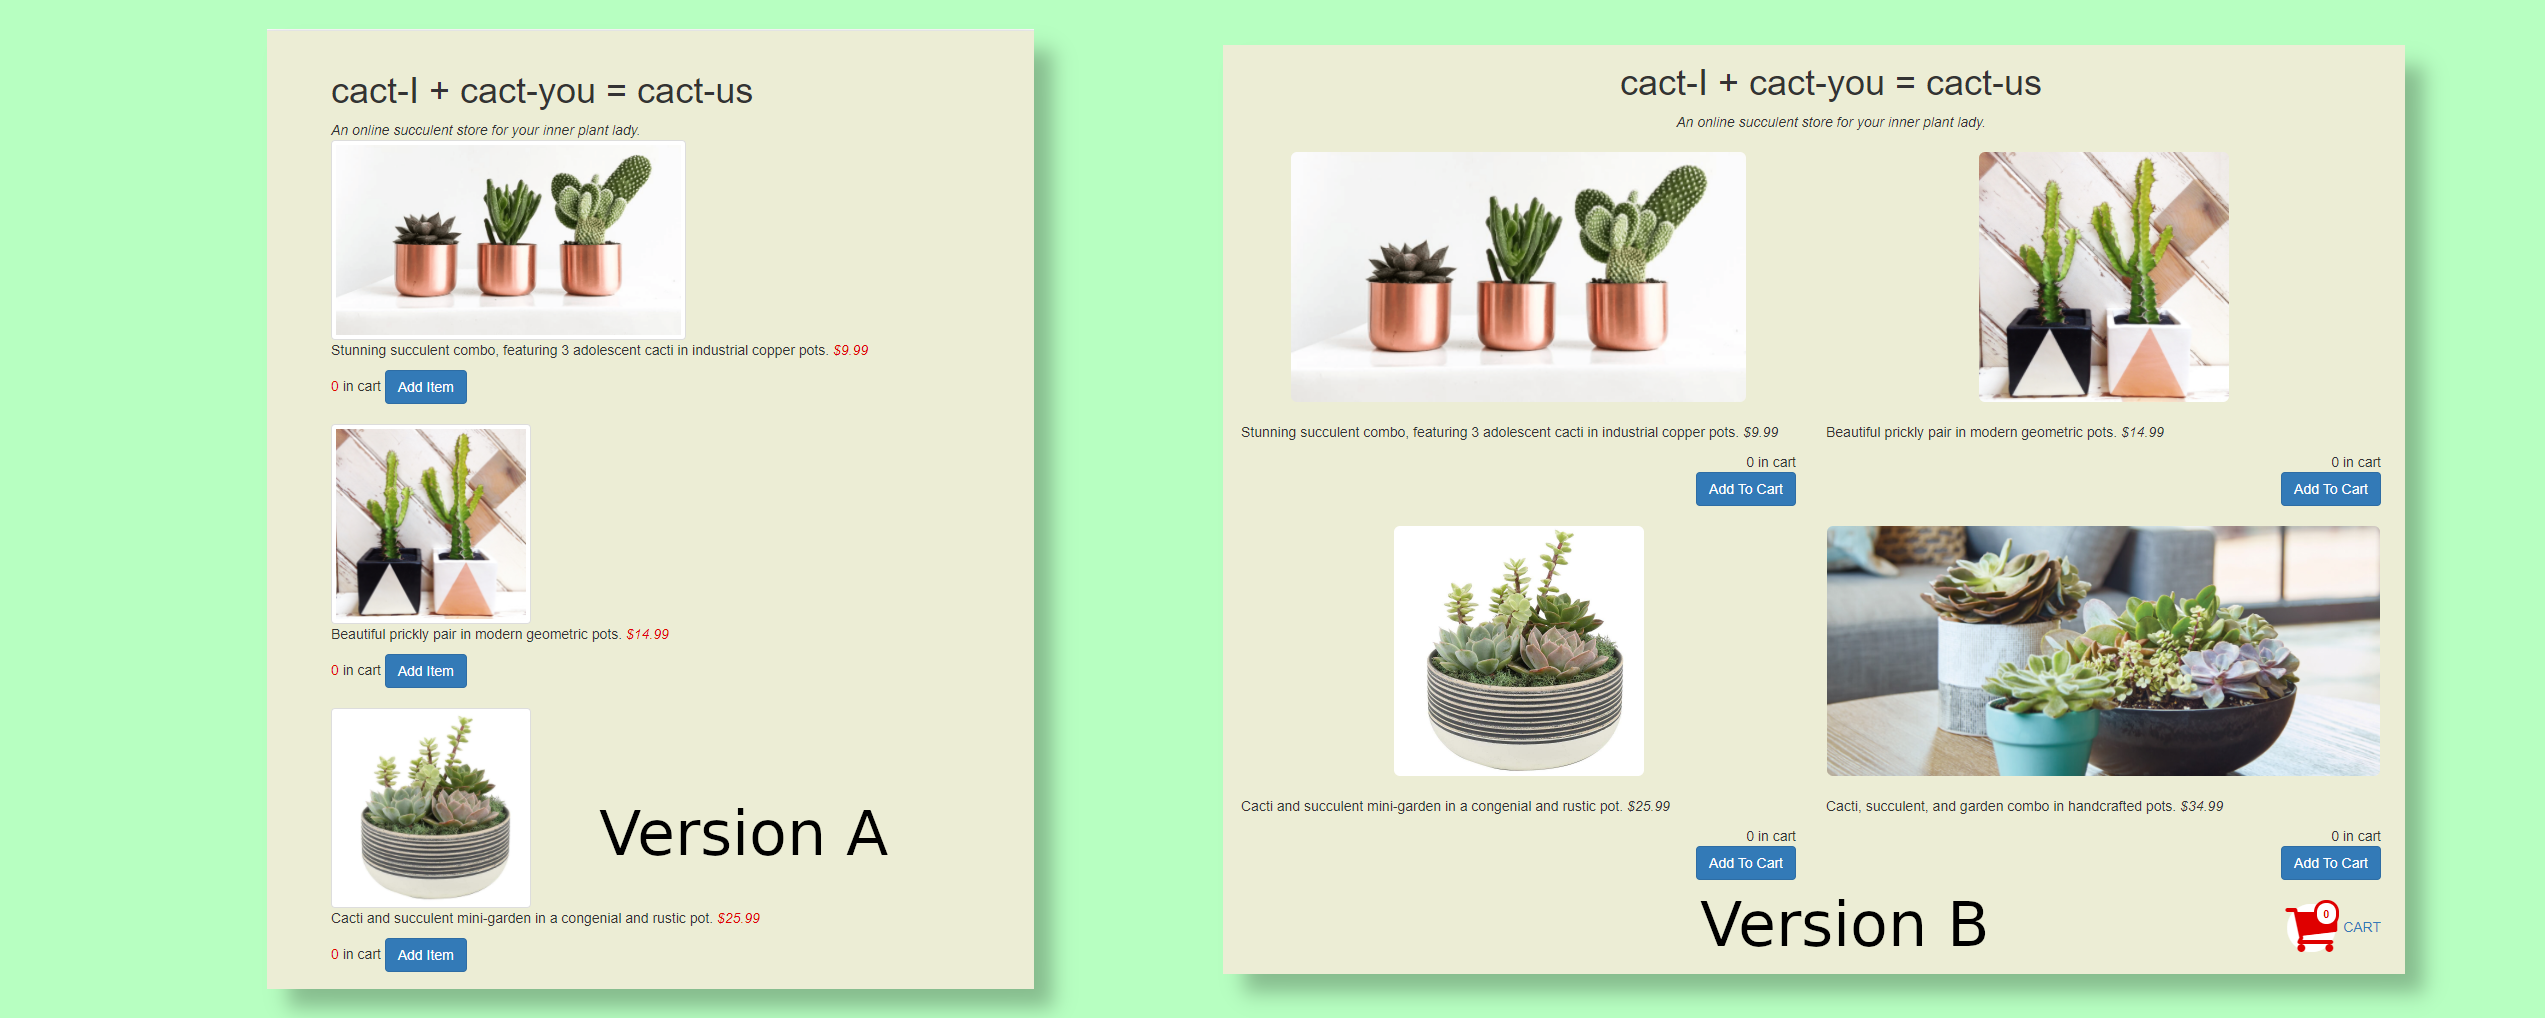 cact-I + cact-you = cact-us
An online succulent store for your inner plant lady.
Stunning succulent combo, featuring 3 adolescent cacti in industrial copper pots. $9.99
0 in cart Add Item
Beautiful prickly pair in modern geometric pots. $14.99
0 in cart Add Item
Version A
Cacti and succulent mini-garden in a congenial and rustic pot. $25.99
0 in cart Add Item
cact-I + cact-you = cact-us
An online succulent store for your inner plant lady.
Stunning succulent combo, featuring 3 adolescent cacti in industrial copper pots. $9.99
0 in cart
Add To Cart
Beautiful prickly pair in modern geometric pots. $14.99
0 in cart
Add To Cart
Cacti and succulent mini-garden in a congenial and rustic pot. $25.99
0 in cart
Add To Cart
Cacti, succulent, and garden combo in handcrafted pots. $34.99
0 in cart
Add To Cart
Version B
0 CART